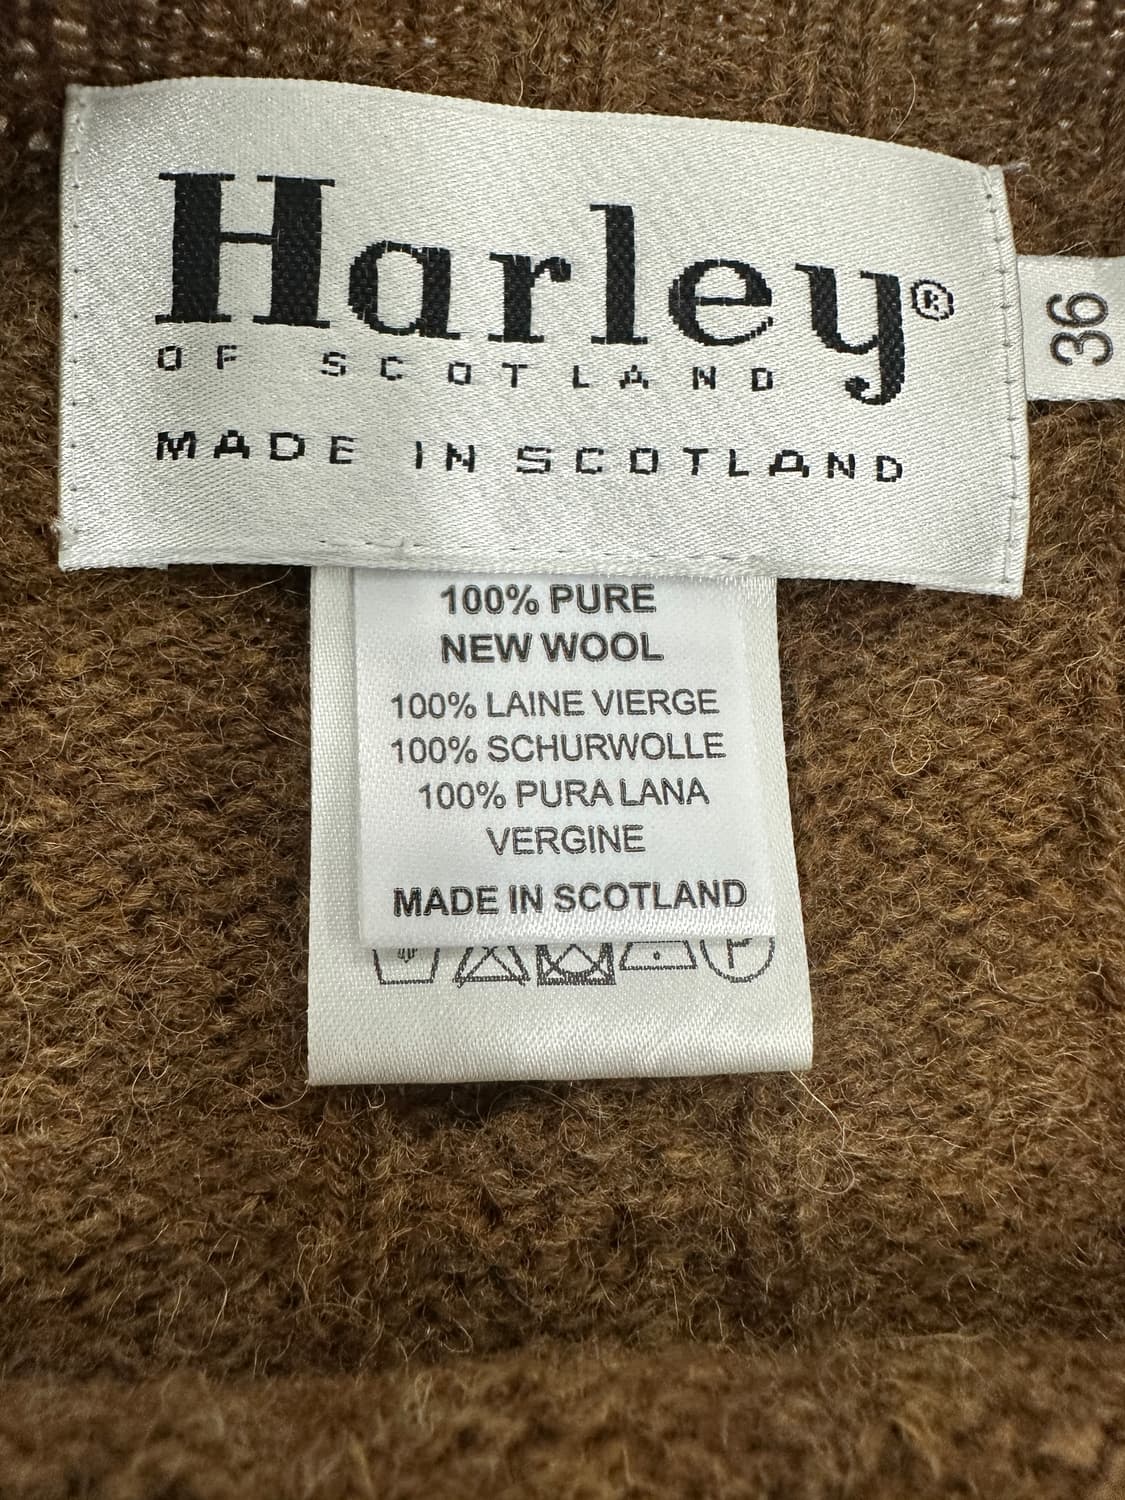 Harley®
OF SCOTLAND
MADE IN SCOTLAND
36
100% PURE
NEW WOOL
100% LAINE VIERGE
100% SCHURWOLLE
100% PURA LANA
VERGINE
MADE IN SCOTLAND
P